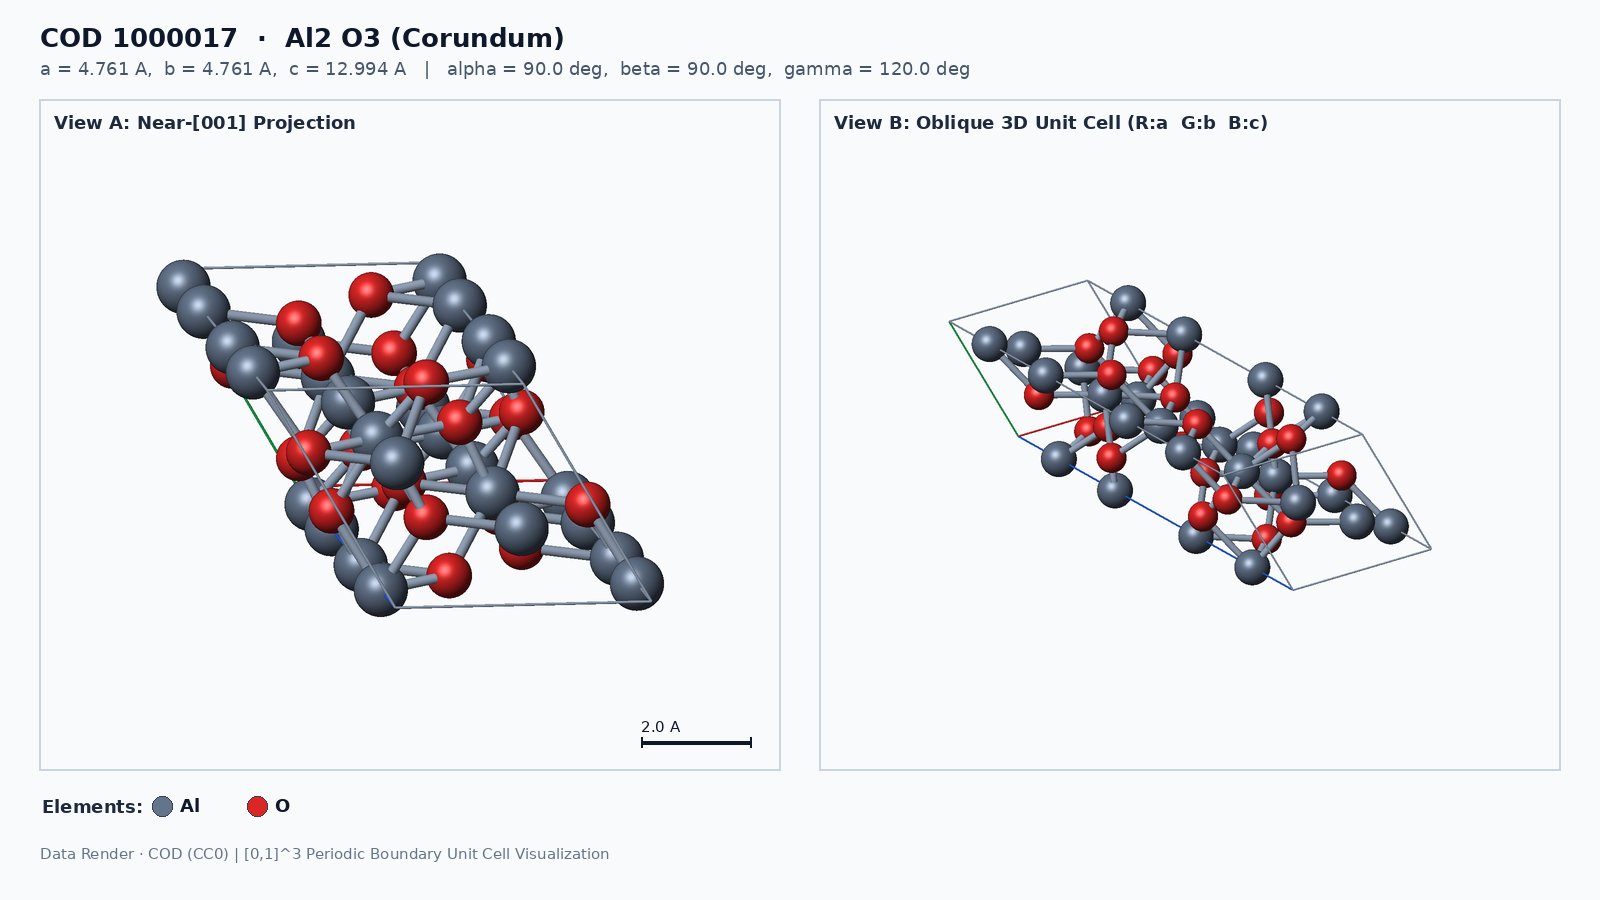 COD 1000017  ·  Al2 O3 (Corundum)
a = 4.761 A,  b = 4.761 A,  c = 12.994 A   |   alpha = 90.0 deg,  beta = 90.0 deg,  gamma = 120.0 deg
View A: Near-[001] Projection
View B: Oblique 3D Unit Cell (R:a  G:b  B:c)
2.0 A
Elements: Al O
Data Render · COD (CC0) | [0,1]^3 Periodic Boundary Unit Cell Visualization